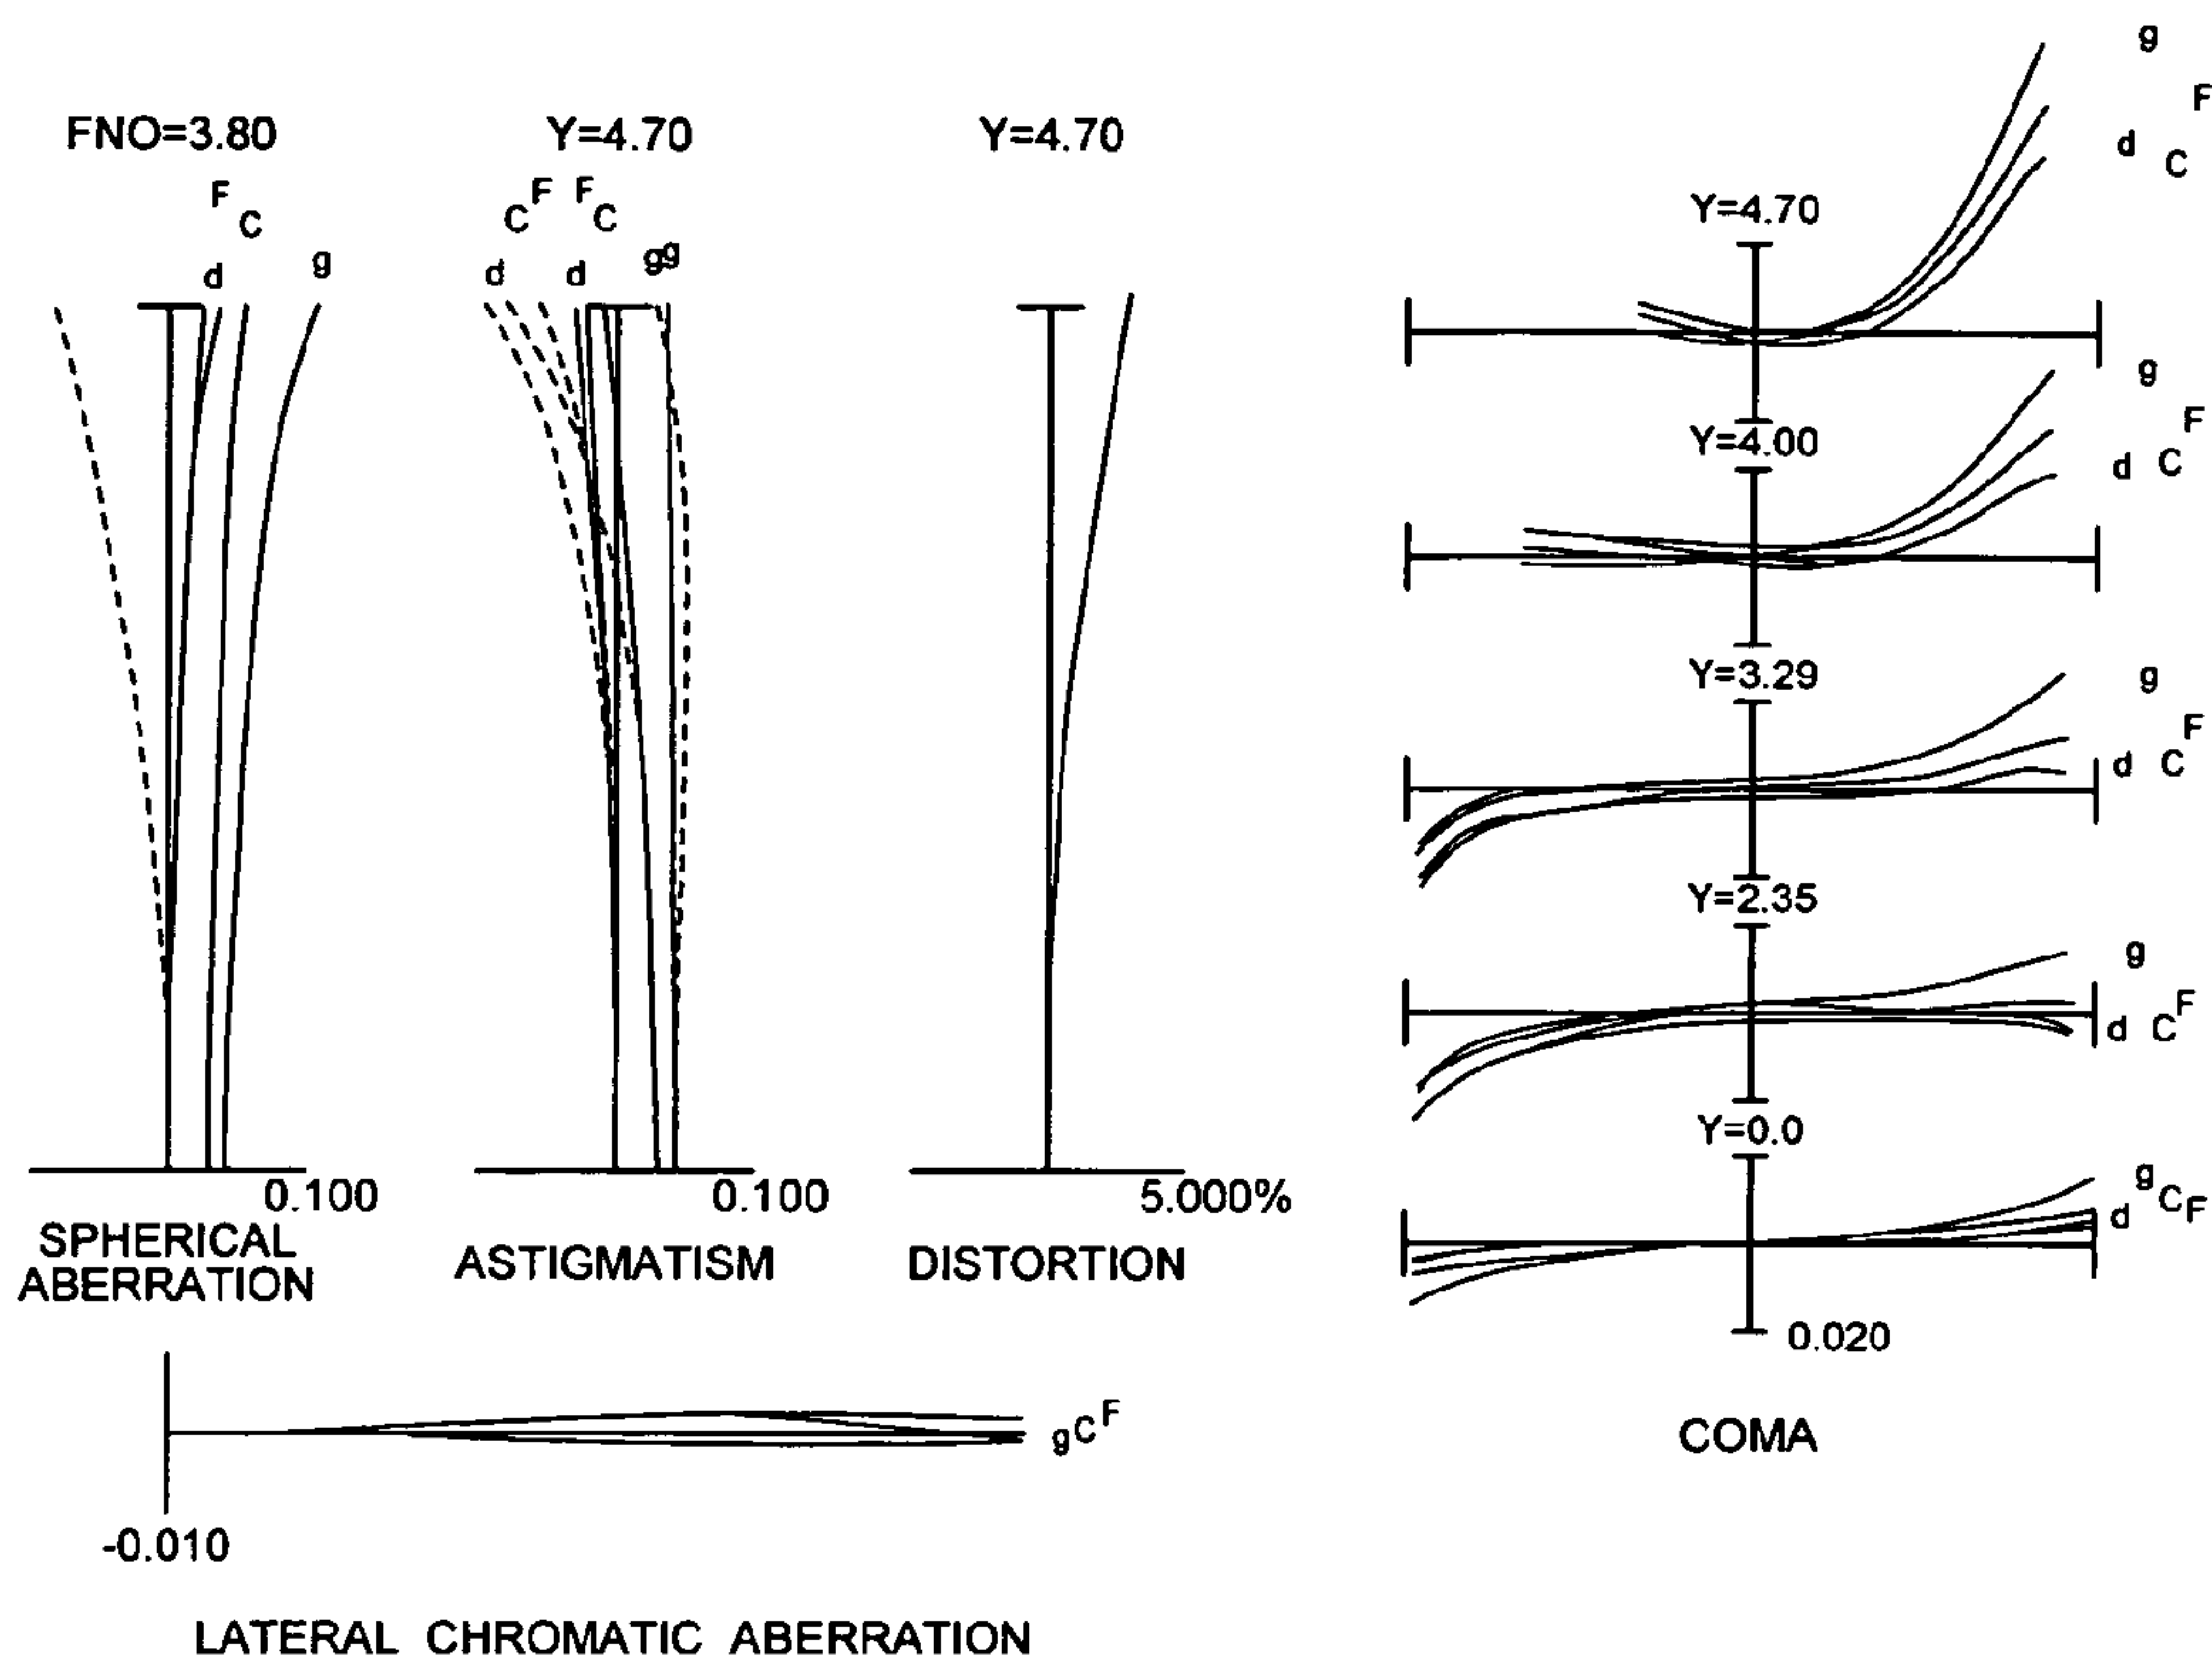 FNO=3.80
F
C
d
g
0.100
SPHERICAL
ABERRATION
Y=4.70
C F F C
d d g g
0.100
ASTIGMATISM
Y=4.70
5.000%
DISTORTION
-0.010
g C F
LATERAL CHROMATIC ABERRATION
Y=4.70
g
F
d C
Y=4.00
g
F
d C
Y=3.29
g
F
d C
Y=2.35
g
F
d C
Y=0.0
g C F
d
0.020
COMA